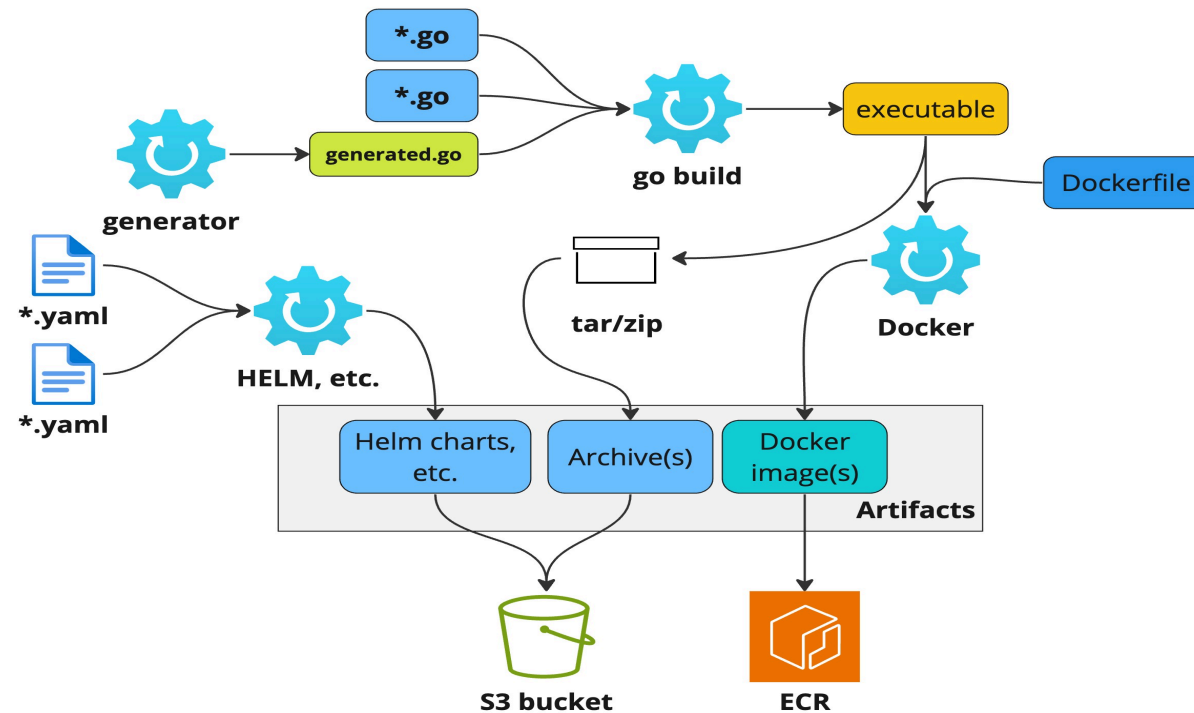 *.go
*.go
generated.go
generator
go build
executable
Dockerfile
*.yaml
*.yaml
HELM, etc.
tar/zip
Docker
Helm charts,
etc.
Archive(s)
Docker
image(s)
Artifacts
S3 bucket
ECR